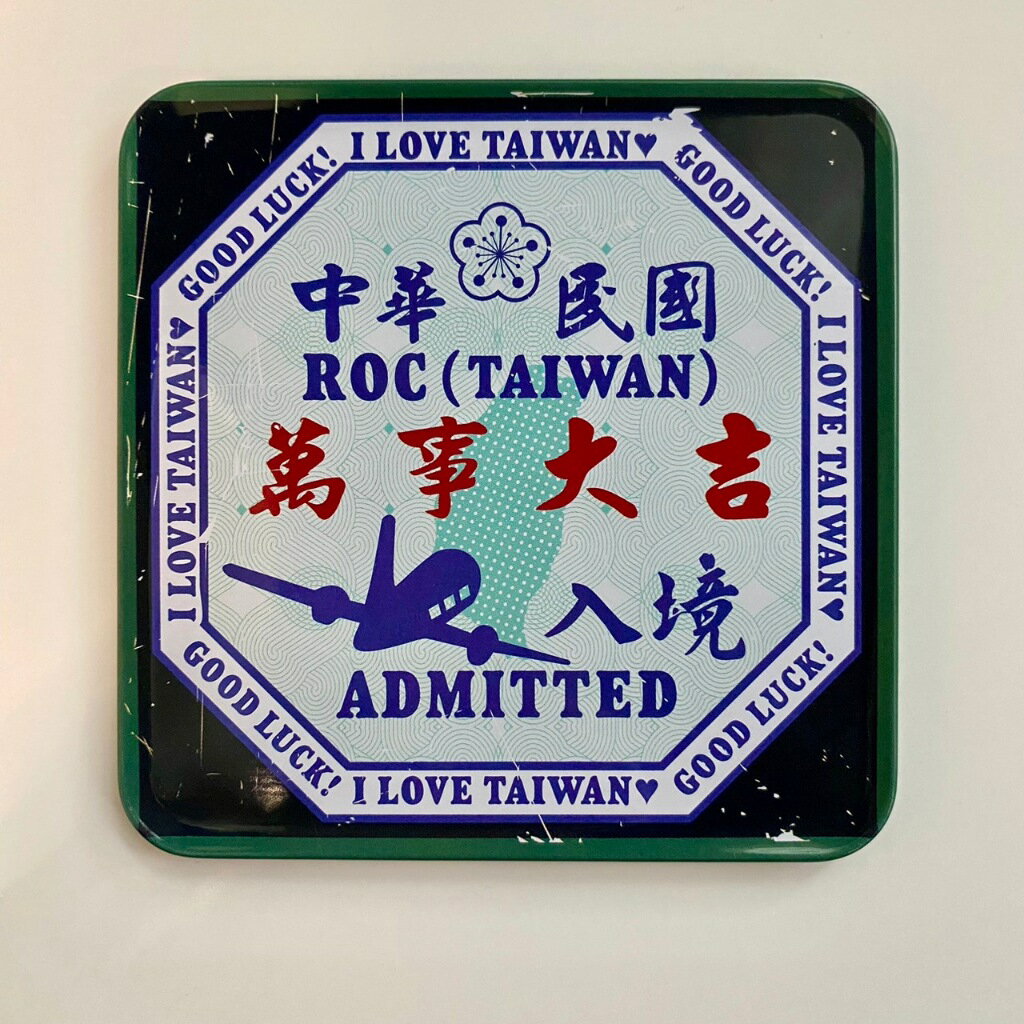 I LOVE TAIWAN♥
GOOD LUCK!
I LOVE TAIWAN♥
GOOD LUCK!
I LOVE TAIWAN♥
GOOD LUCK!
I LOVE TAIWAN♥
GOOD LUCK!
中華民國
ROC (TAIWAN)
萬事大吉
入境
ADMITTED